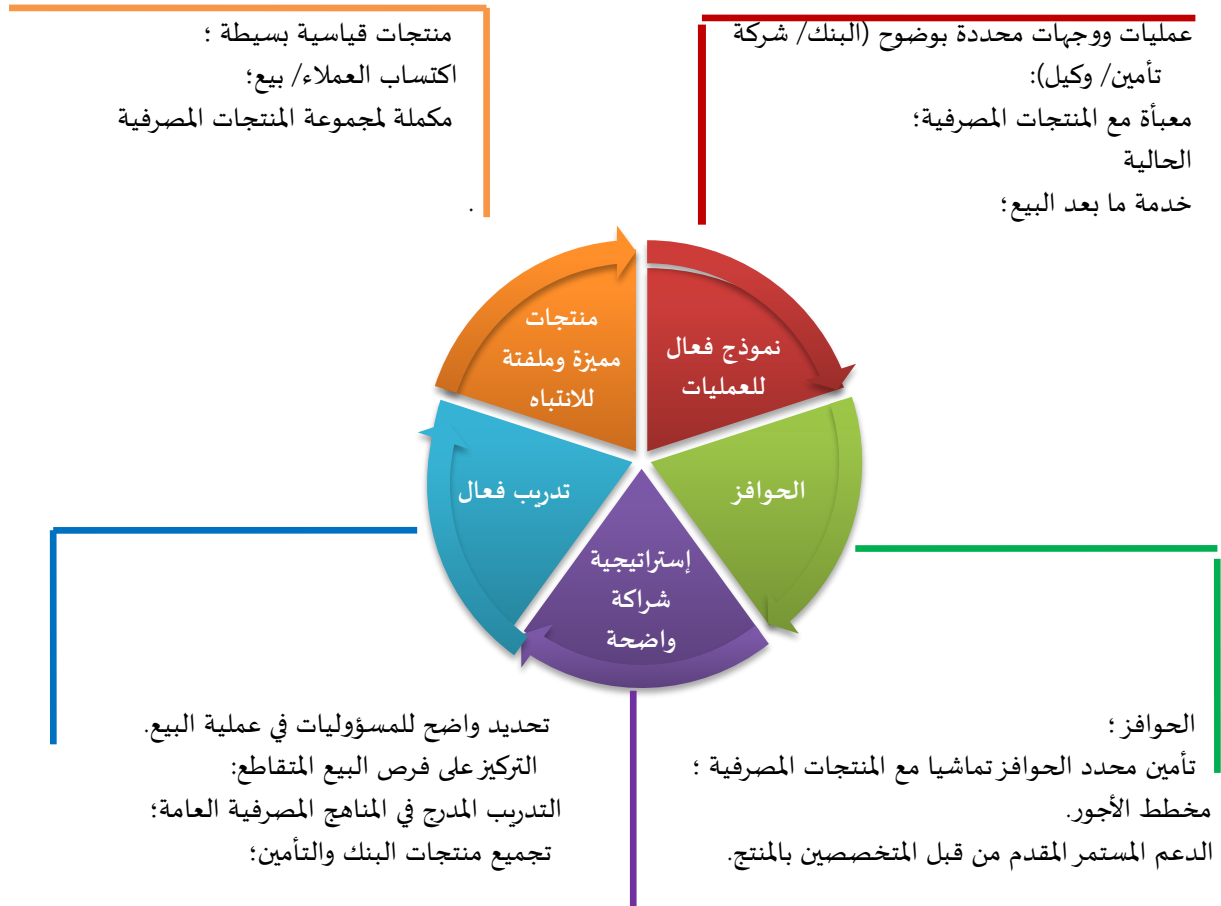 عمليات ووجهات محددة بوضوح (البنك/ شركة
تأمين/ وكيل):
معبأة مع المنتجات المصرفية؛
الحالية
خدمة ما بعد البيع؛
منتجات قياسية بسيطة ؛
اكتساب العملاء/ بيع؛
مكملة لمجموعة المنتجات المصرفية
.
نموذج فعال
للعمليات
منتجات
مميزة وملفتة
للانتباه
الحوافز
تدريب فعال
إستراتيجية
شراكة
واضحة
الحوافز ؛
تأمين محدد الحوافز تماشيا مع المنتجات المصرفية ؛
مخطط الأجور.
الدعم المستمر المقدم من قبل المتخصصين بالمنتج.
تحديد واضح للمسؤوليات في عملية البيع.
التركيز على فرص البيع المتقاطع:
التدريب المدرج في المناهج المصرفية العامة؛
تجميع منتجات البنك والتأمين؛